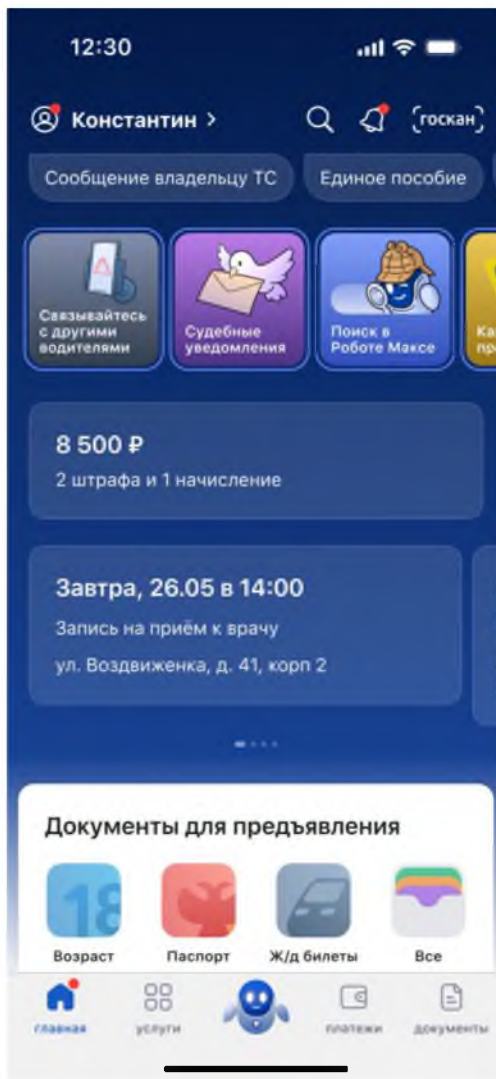 12:30
Константин >
[госкан]
Сообщение владельцу ТС
Единое пособие
Связывайтесь
с другими
водителями
Судебные
уведомления
Поиск в
Роботе Максе
8 500 ₽
2 штрафа и 1 начисление
Завтра, 26.05 в 14:00
Запись на приём к врачу
ул. Воздвиженка, д. 41, корп 2
Документы для предъявления
18
Возраст
Паспорт
Ж/д билеты
Все
главная
услуги
платежи
документы